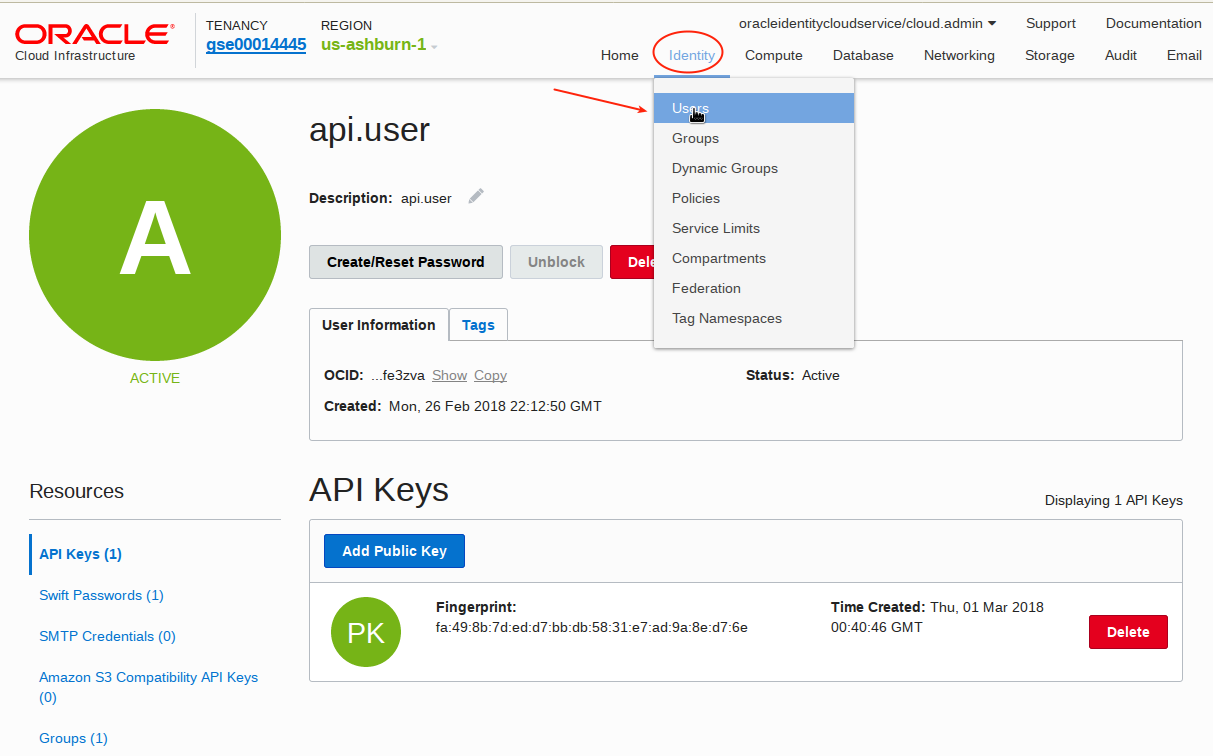 ORACLE®
Cloud Infrastructure
TENANCY
gse00014445
REGION
us-ashburn-1
oracleidentitycloudservice/cloud.admin
Support
Documentation
Home
Identity
Compute
Database
Networking
Storage
Audit
Email
Users
Groups
Dynamic Groups
Policies
Service Limits
Compartments
Federation
Tag Namespaces
A
ACTIVE
api.user
Description: api.user
Create/Reset Password
Unblock
Dele
User Information
Tags
OCID: ...fe3zva Show Copy
Status: Active
Created: Mon, 26 Feb 2018 22:12:50 GMT
Resources
API Keys (1)
Swift Passwords (1)
SMTP Credentials (0)
Amazon S3 Compatibility API Keys
(0)
Groups (1)
API Keys
Displaying 1 API Keys
Add Public Key
PK
Fingerprint:
fa:49:8b:7d:ed:d7:bb:db:58:31:e7:ad:9a:8e:d7:6e
Time Created: Thu, 01 Mar 2018
00:40:46 GMT
Delete